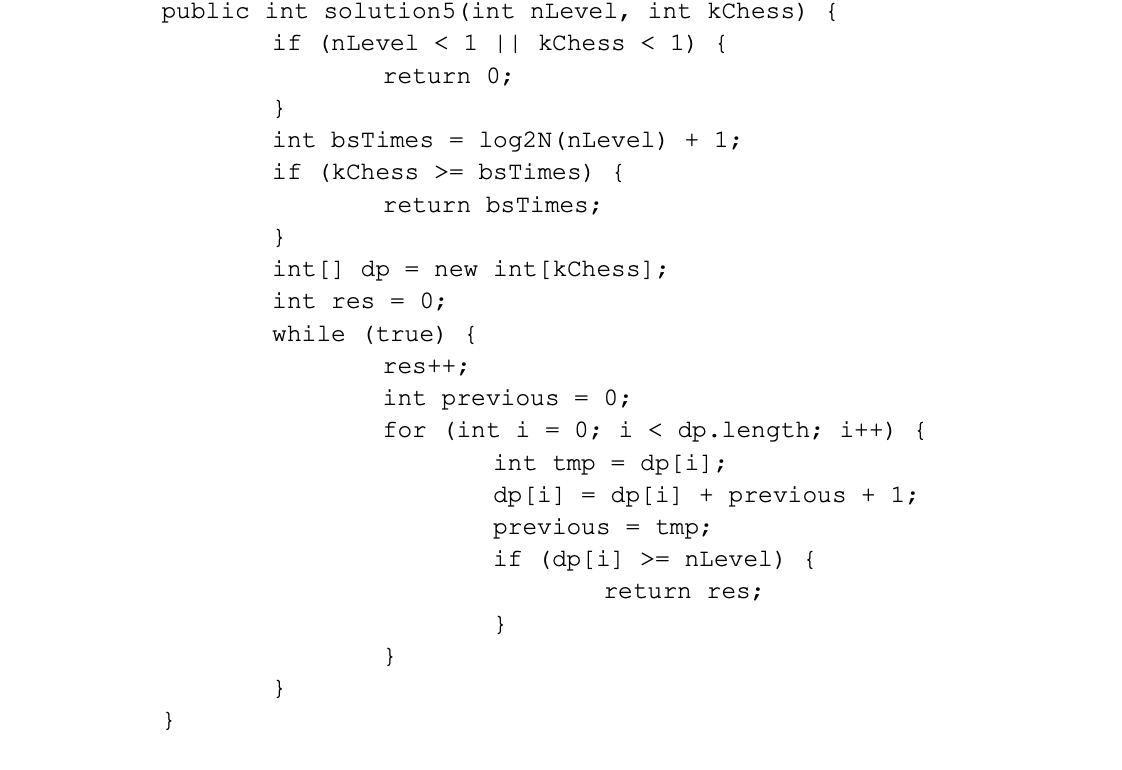 public int solution5(int nLevel, int kChess) {
        if (nLevel < 1 || kChess < 1) {
                return 0;
        }
        int bsTimes = log2N(nLevel) + 1;
        if (kChess >= bsTimes) {
                return bsTimes;
        }
        int[] dp = new int[kChess];
        int res = 0;
        while (true) {
                res++;
                int previous = 0;
                for (int i = 0; i < dp.length; i++) {
                        int tmp = dp[i];
                        dp[i] = dp[i] + previous + 1;
                        previous = tmp;
                        if (dp[i] >= nLevel) {
                                return res;
                        }
                }
        }
}